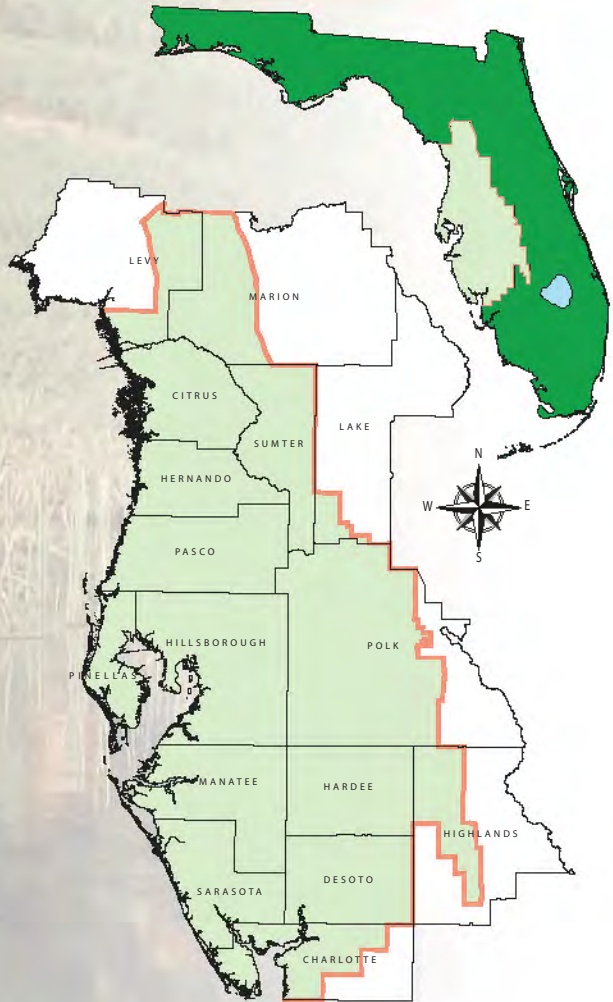 LEVY
MARION
CITRUS
LAKE
SUMTER
N
HERNANDO
W
E
PASCO
S
HILLSBOROUGH
POLK
PINELLAS
MANATEE
HARDEE
HIGHLANDS
DESOTO
SARASOTA
CHARLOTTE